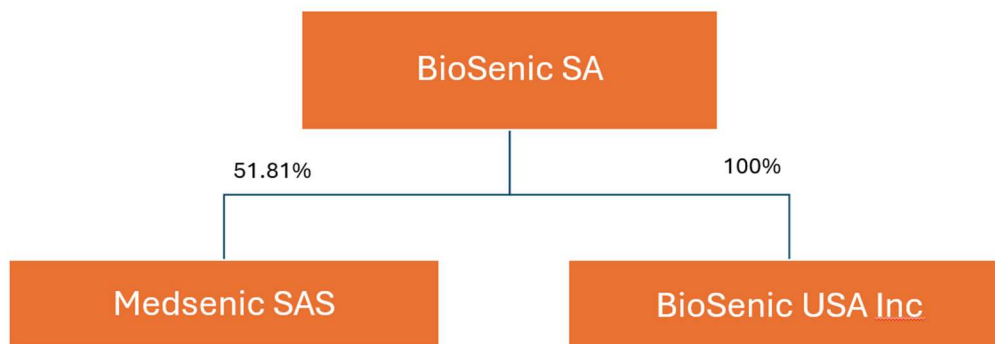 BioSenic SA
51.81%
100%
Medsenic SAS
BioSenic USA Inc